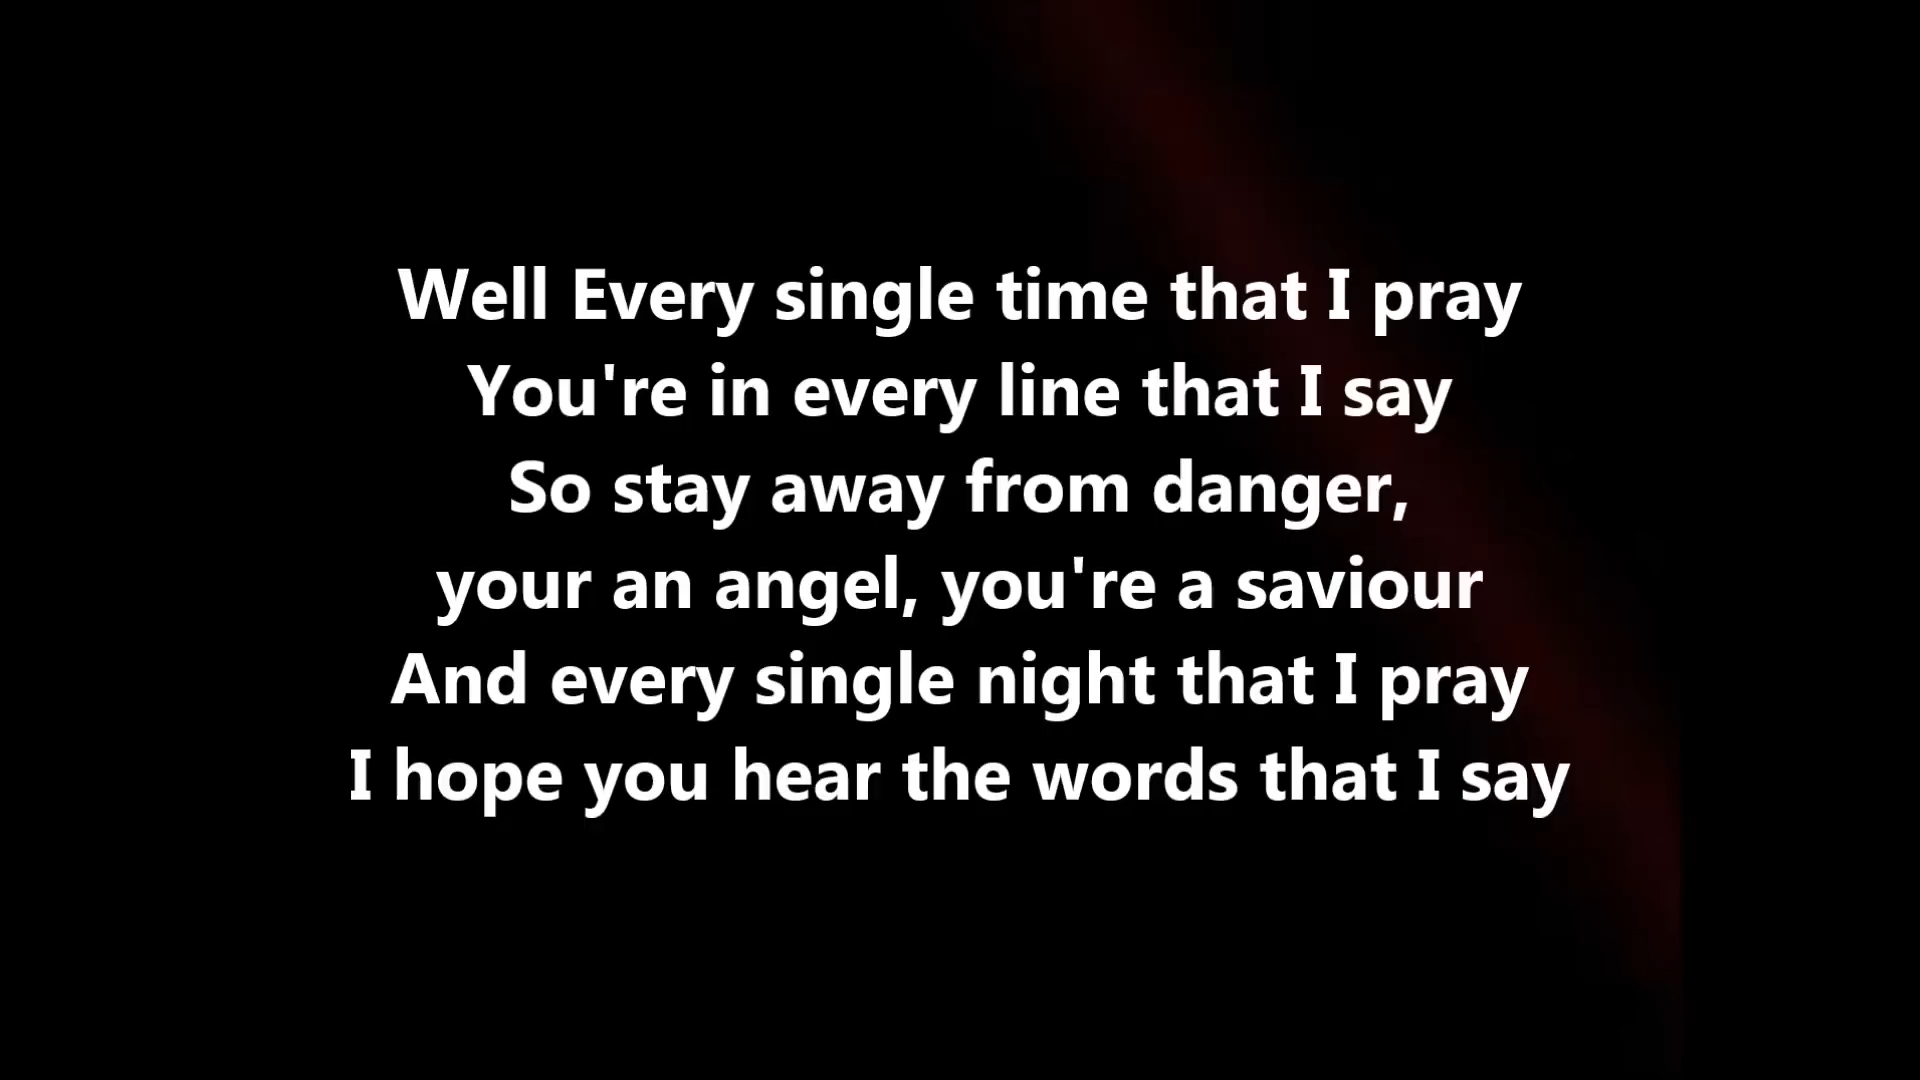 Well Every single time that I pray
You're in every line that I say
So stay away from danger,
your an angel, you're a saviour
And every single night that I pray
I hope you hear the words that I say